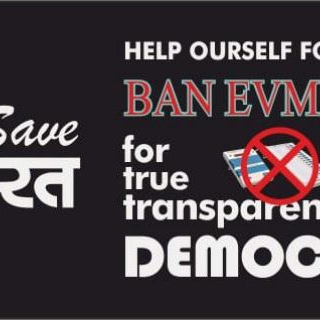 Save
रत
HELP OURSELF FO
BAN EVM
for
true
transparen
DEMOC